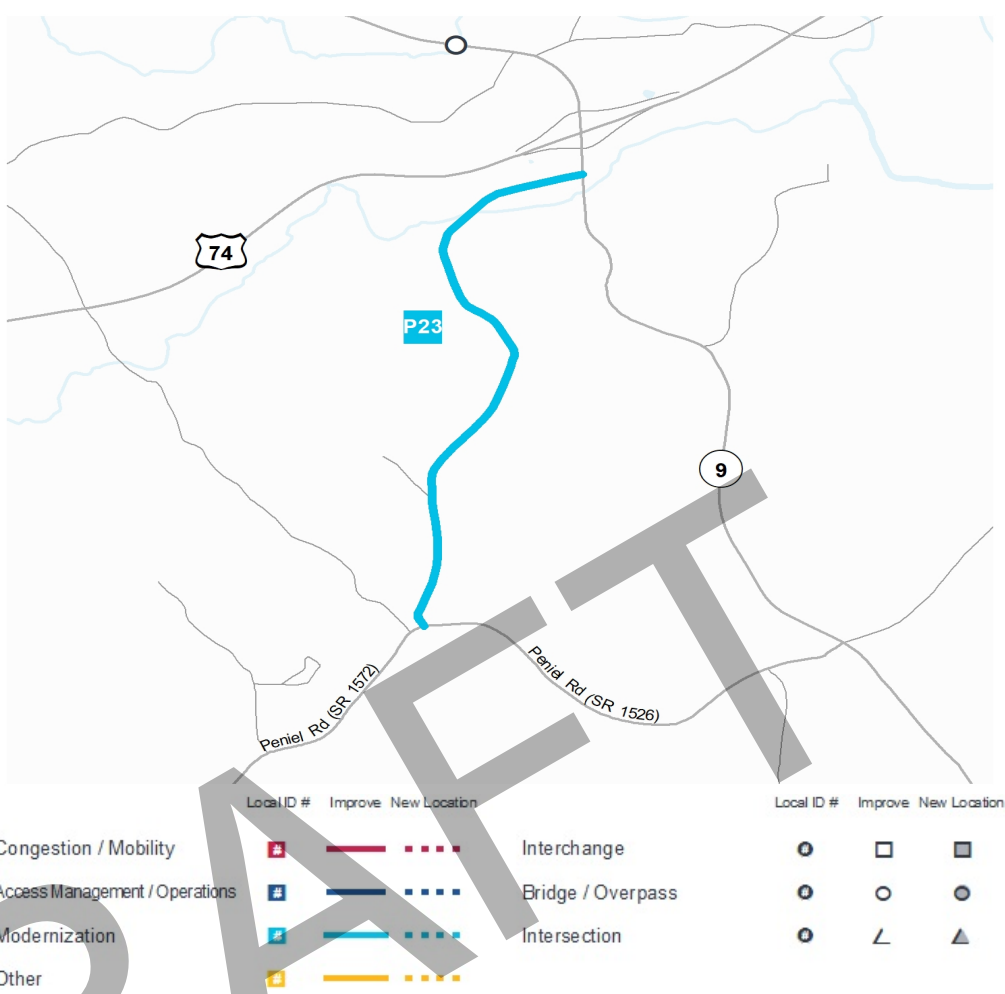 74
P23
9
Peniel Rd (SR 1572)
Peniel Rd (SR 1526)
DRAFT
Local ID # Improve New Location
Local ID # Improve New Location
Congestion / Mobility #
Interchange #
Access Management / Operations #
Bridge / Overpass #
Modernization #
Intersection #
Other #